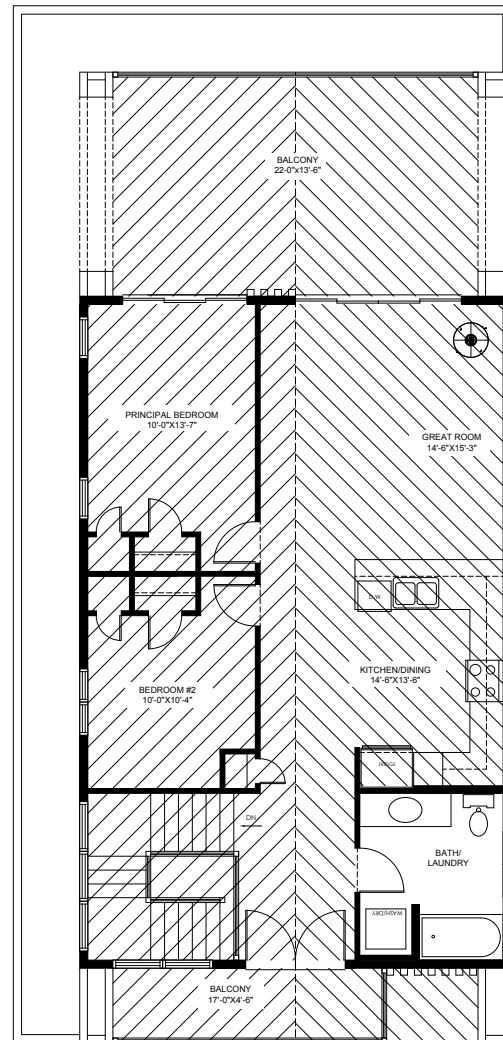 BALCONY
22-0"x13'-6"
PRINCIPAL BEDROOM
10'-0"X13'-7"
GREAT ROOM
14'-6"X15'-3"
D.W.
KITCHEN/DINING
14'-6"X13'-6"
BEDROOM #2
10'-0"X10'-4"
FRIDGE
DN
BATH/
LAUNDRY
WASH/DRY
BALCONY
17'-0"X4'-6"